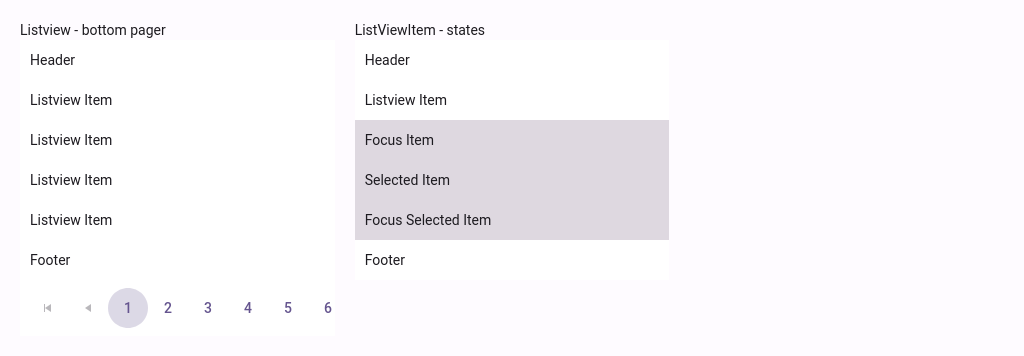 Listview - bottom pager
Header
Listview Item
Listview Item
Listview Item
Listview Item
Footer
1 2 3 4 5 6
ListViewItem - states
Header
Listview Item
Focus Item
Selected Item
Focus Selected Item
Footer